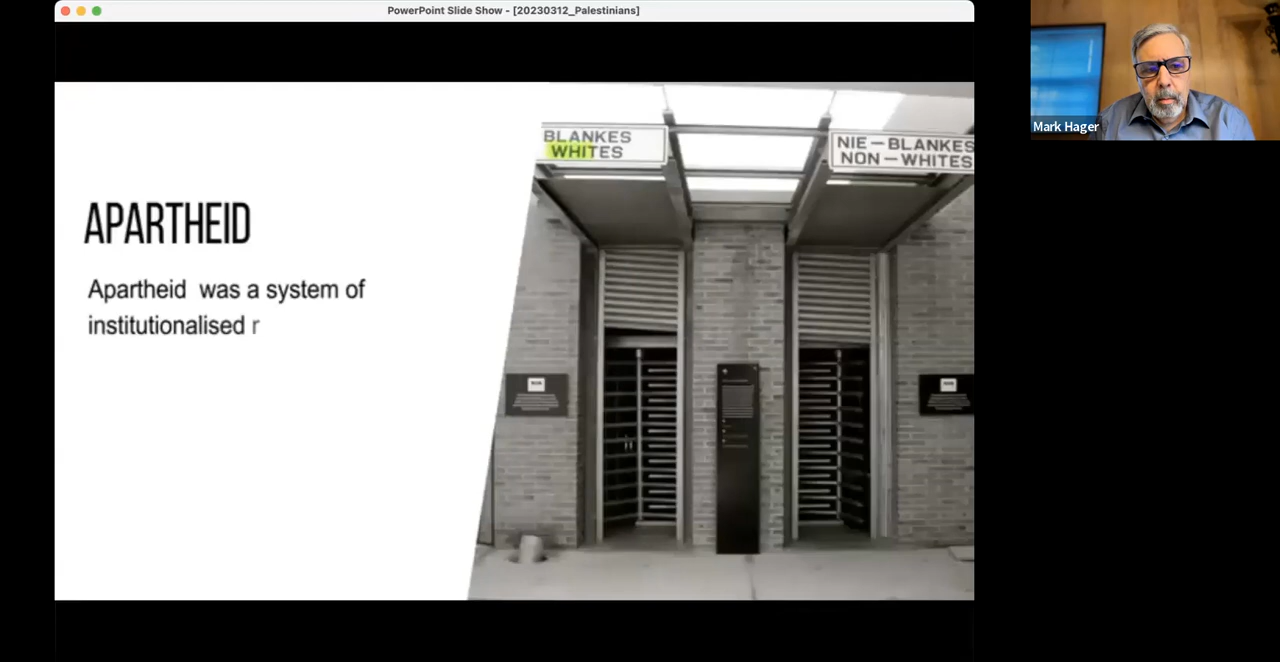 PowerPoint Slide Show - [20230312_Palestinians]
BLANKES
WHITES
NIE-BLANKES
NON-WHITES
APARTHEID
Apartheid was a system of
institutionalised r
Mark Hager